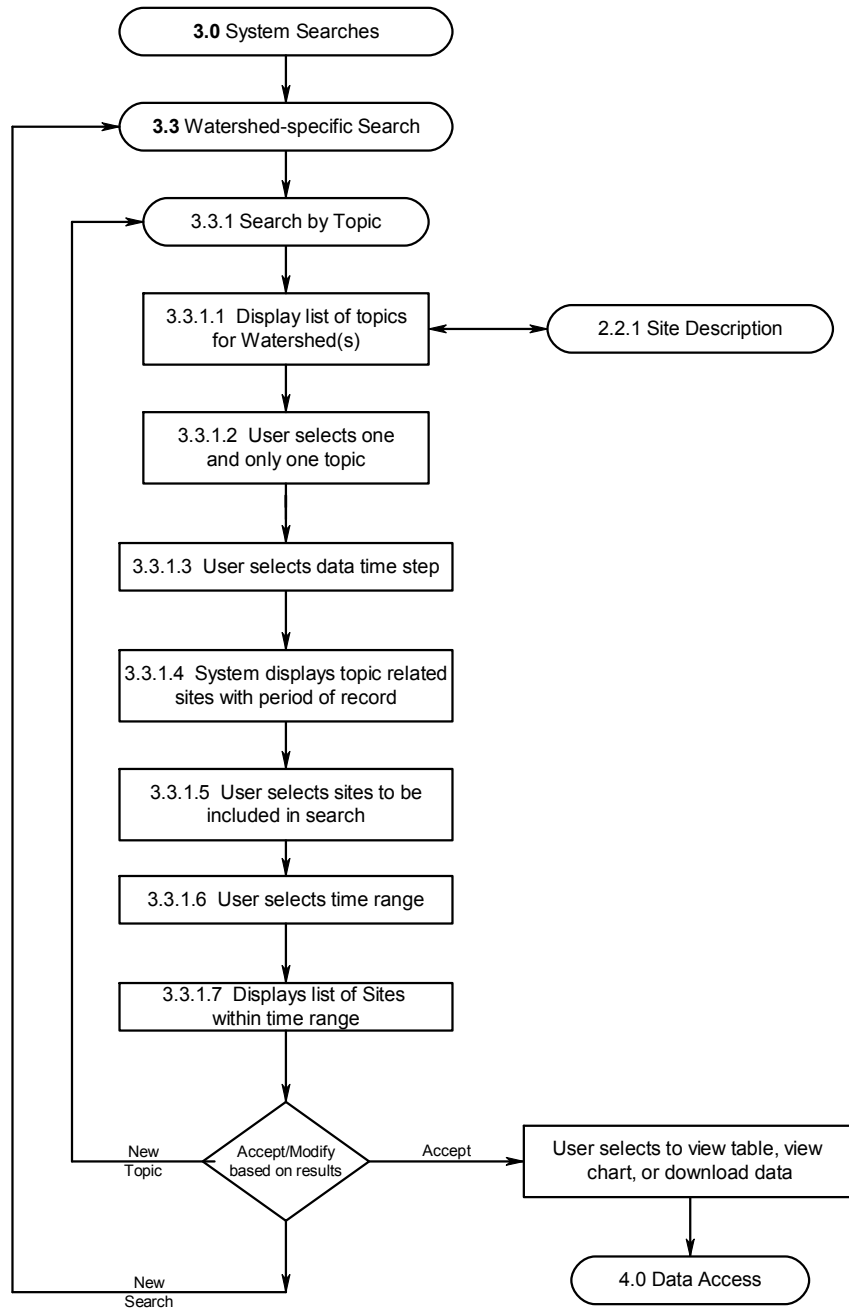 3.0 System Searches
3.3 Watershed-specific Search
3.3.1 Search by Topic
3.3.1.1 Display list of topics
for Watershed(s)
2.2.1 Site Description
3.3.1.2 User selects one
and only one topic
3.3.1.3 User selects data time step
3.3.1.4 System displays topic related
sites with period of record
3.3.1.5 User selects sites to be
included in search
3.3.1.6 User selects time range
3.3.1.7 Displays list of Sites
within time range
New
Topic
Accept/Modify
based on results
Accept
User selects to view table, view
chart, or download data
New
Search
4.0 Data Access